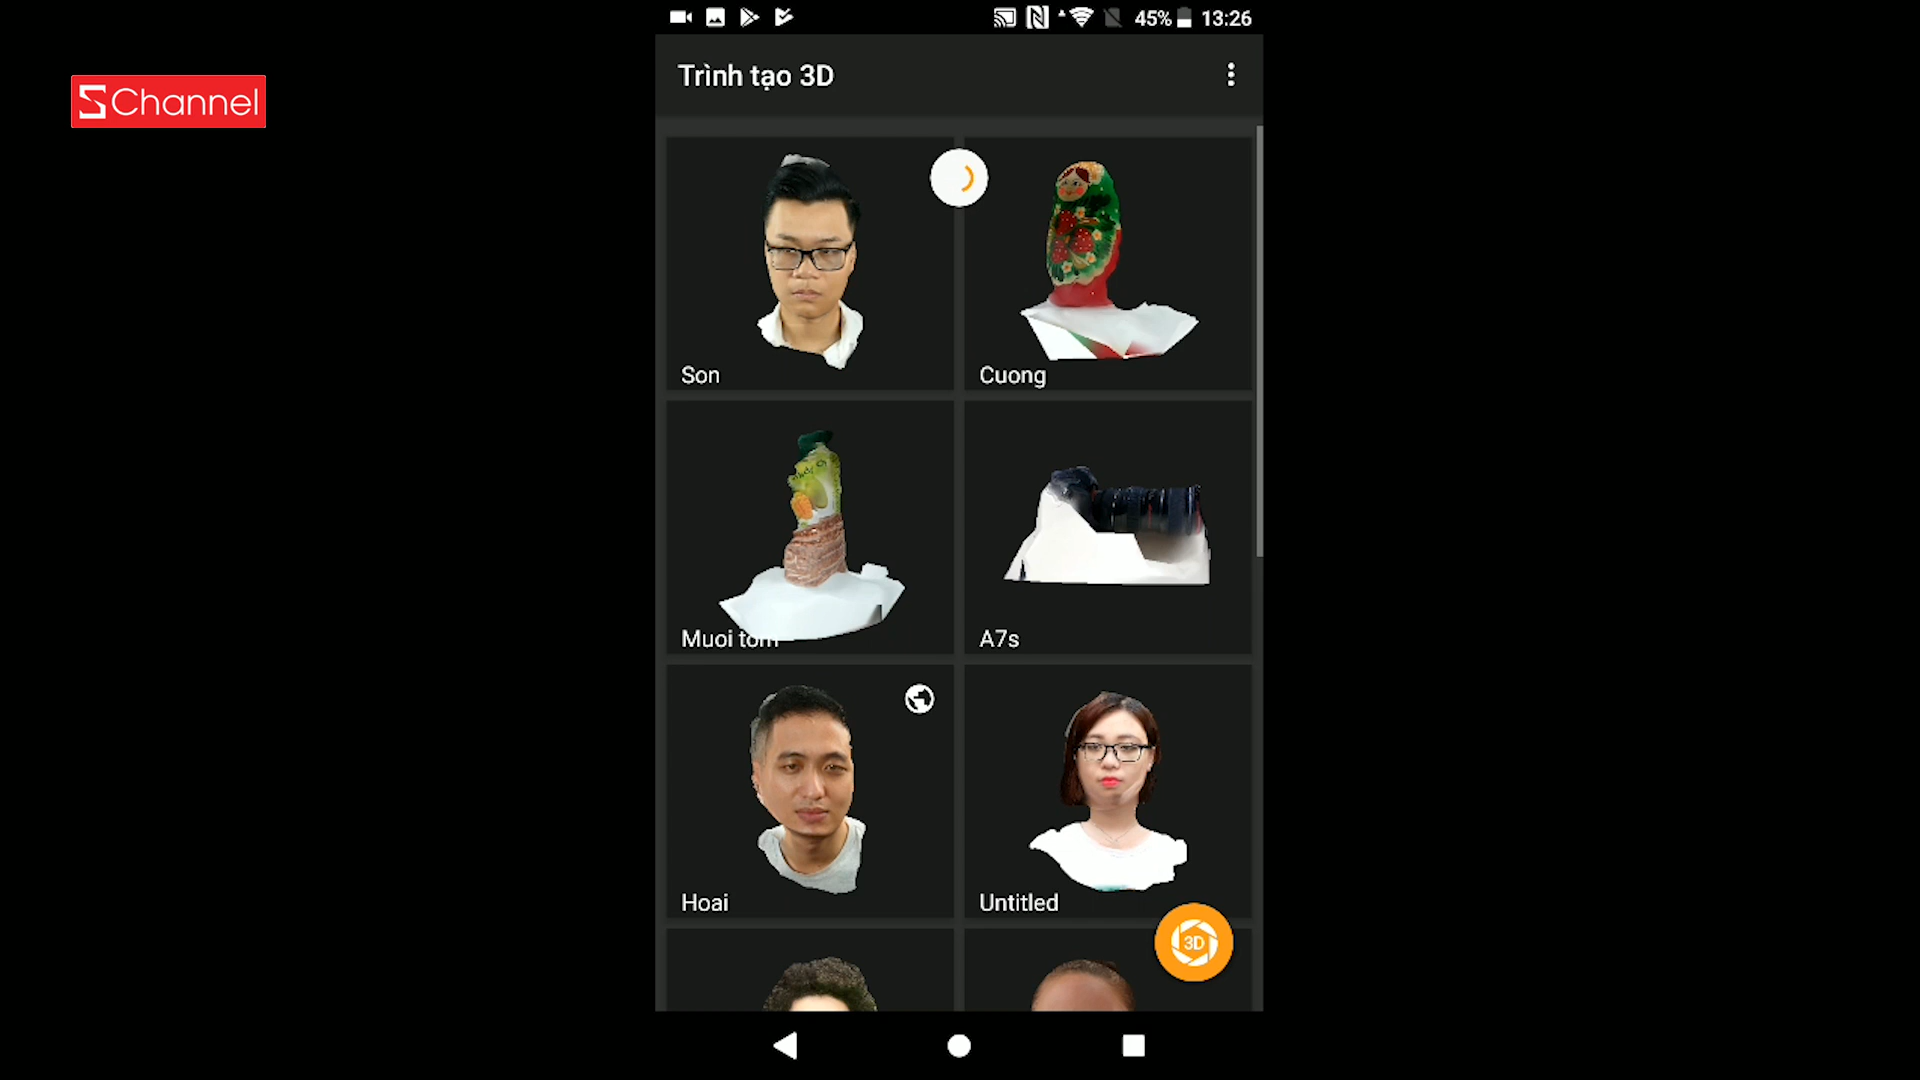 SChannel
45% 13:26
Trình tạo 3D
Son
Cuong
Muoi tom
A7s
Hoai
Untitled
3D